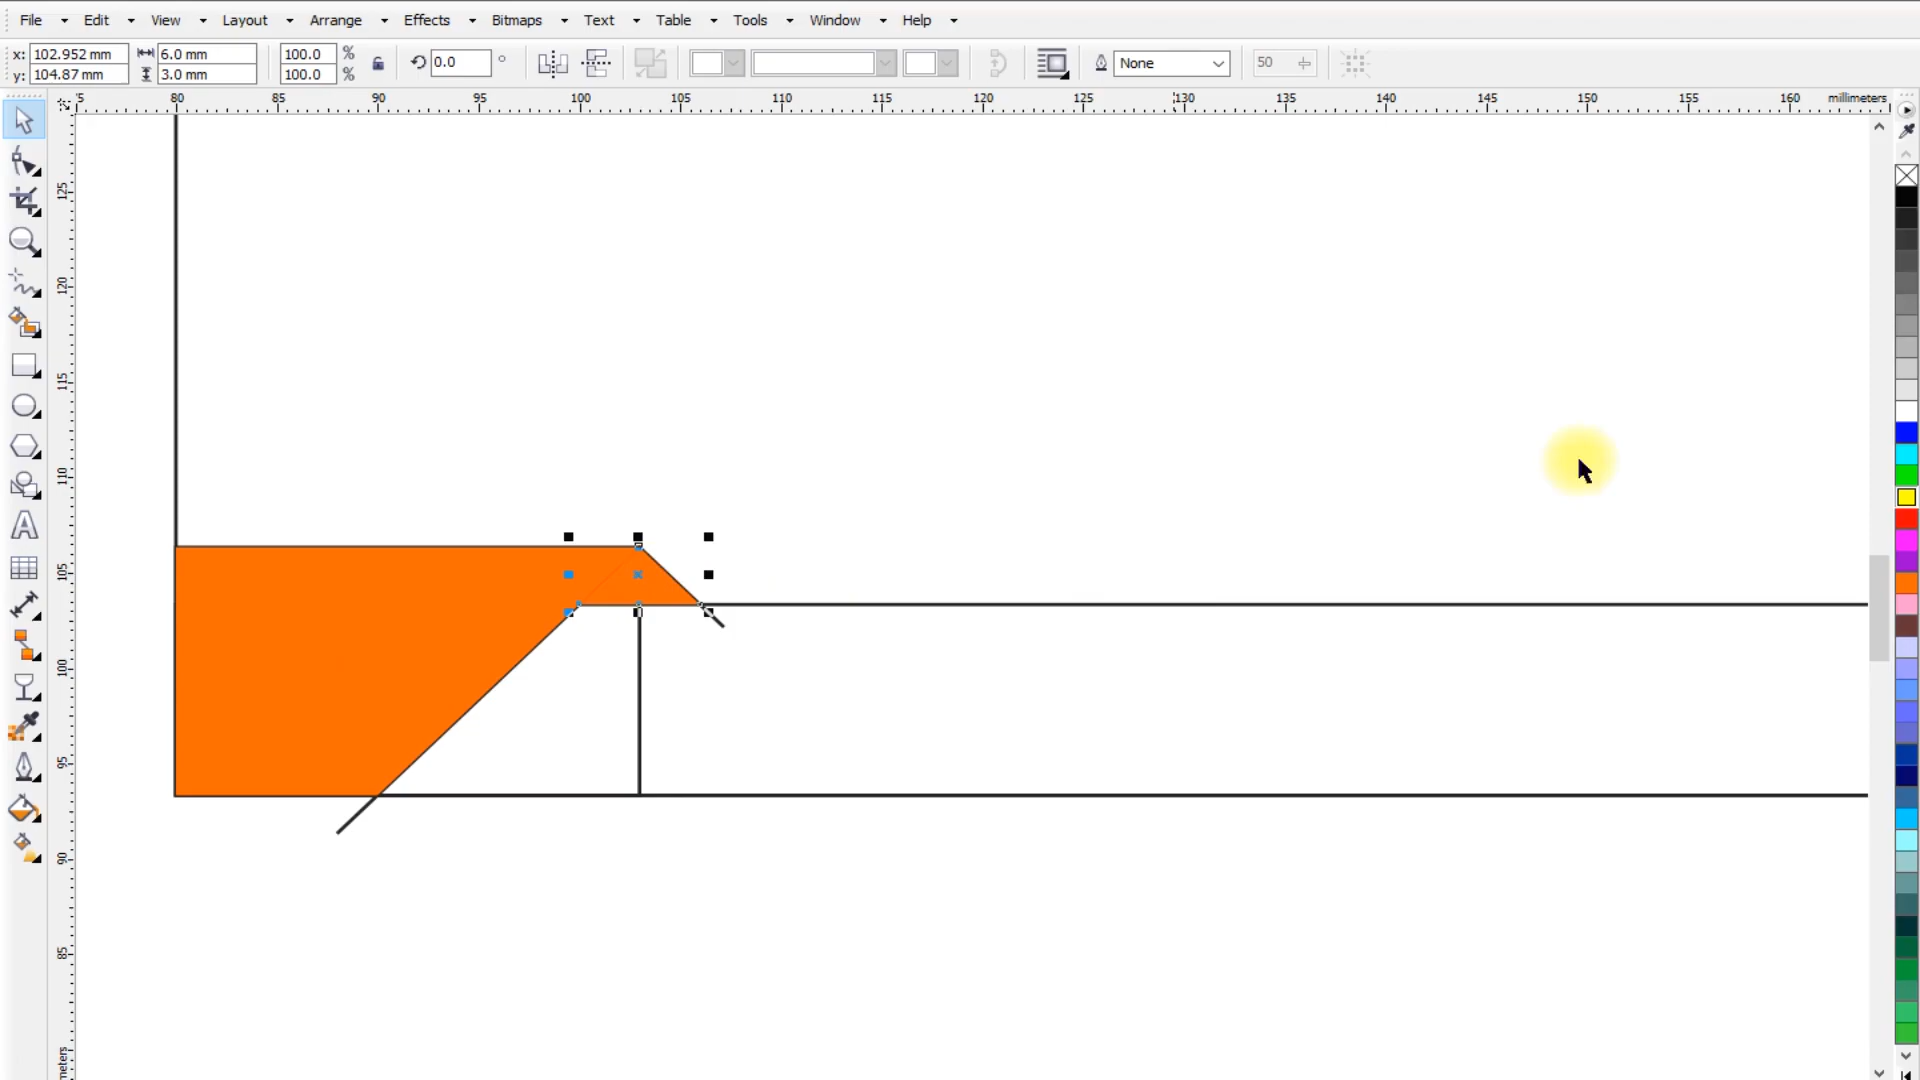 File Edit View Layout Arrange Effects Bitmaps Text Table Tools Window Help
x: 102.952 mm 6.0 mm 100.0 % 0.0 ° None 50
y: 104.87 mm 3.0 mm 100.0 %
80 85 90 95 100 105 110 115 120 125 130 135 140 145 150 155 160 millimeters
125
120
115
110
105
100
95
90
85